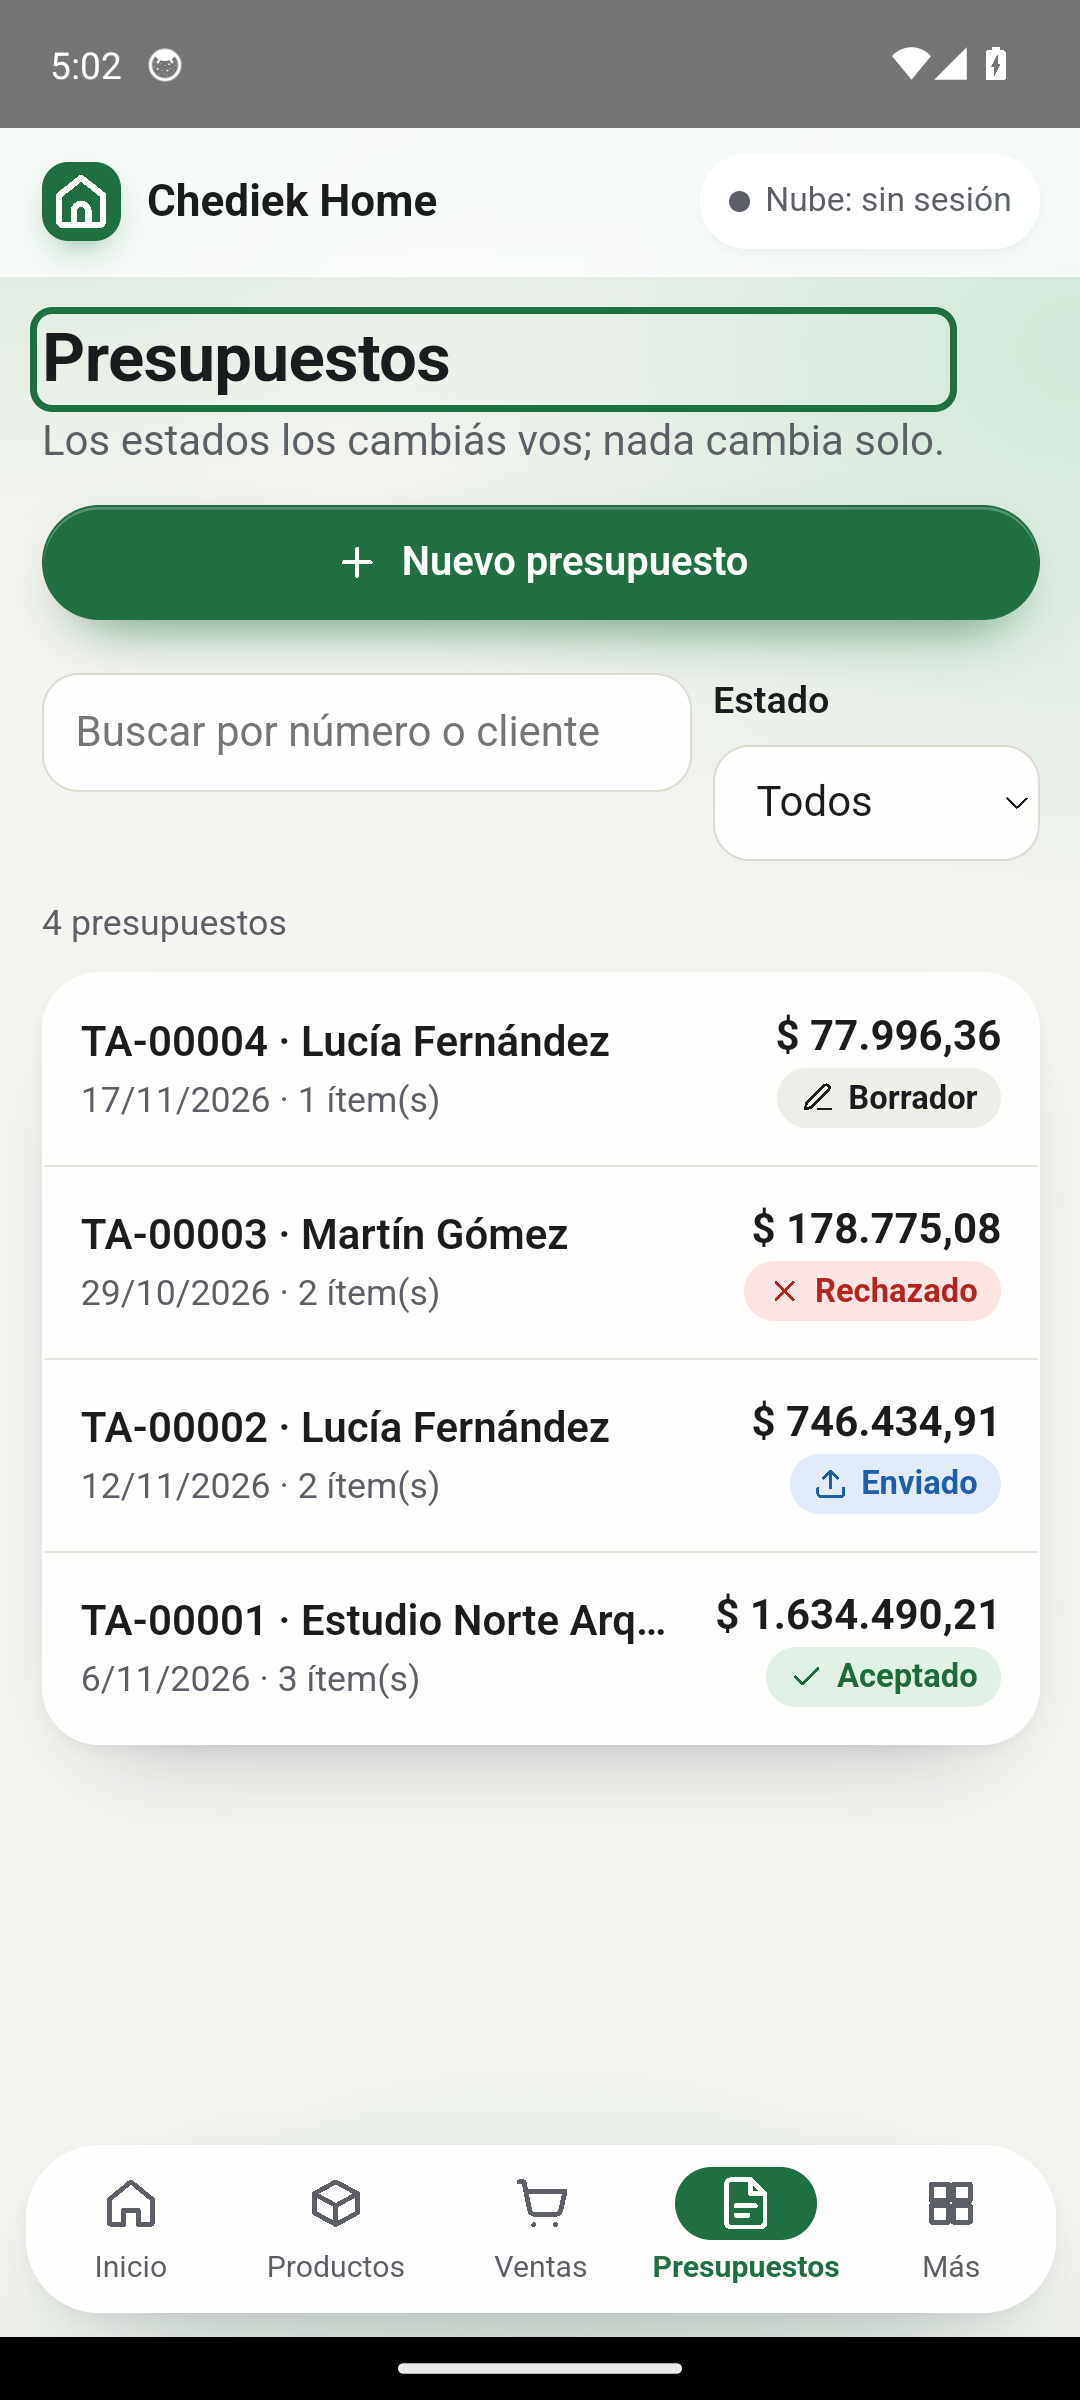 5:02
Chediek Home
Nube: sin sesión
Presupuestos
Los estados los cambiás vos; nada cambia solo.
Nuevo presupuesto
Buscar por número o cliente
Estado
Todos
4 presupuestos
TA-00004 · Lucía Fernández
$ 77.996,36
17/11/2026 · 1 ítem(s)
Borrador
TA-00003 · Martín Gómez
$ 178.775,08
29/10/2026 · 2 ítem(s)
Rechazado
TA-00002 · Lucía Fernández
$ 746.434,91
12/11/2026 · 2 ítem(s)
Enviado
TA-00001 · Estudio Norte Arq...
$ 1.634.490,21
6/11/2026 · 3 ítem(s)
Aceptado
Inicio
Productos
Ventas
Presupuestos
Más